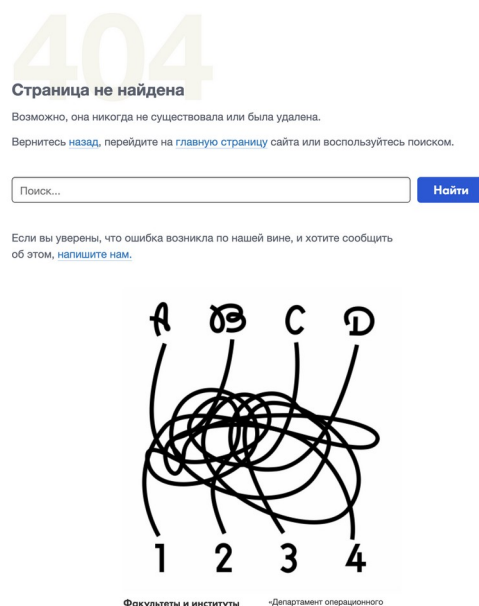 404
Страница не найдена
Возможно, она никогда не существовала или была удалена.
Вернитесь назад, перейдите на главную страницу сайта или воспользуйтесь поиском.
Поиск...
Найти
Если вы уверены, что ошибка возникла по нашей вине, и хотите сообщить
об этом, напишите нам.
A B C D
1 2 3 4
Факультеты и институты
«Департамент операционного